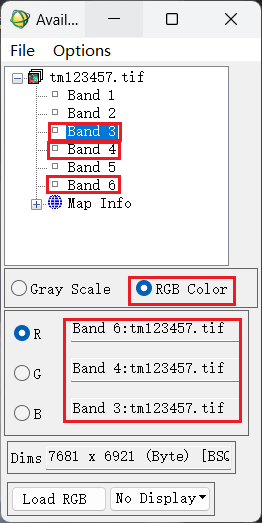 Avail...
File Options
tm123457.tif
Band 1
Band 2
Band 3
Band 4
Band 5
Band 6
Map Info
Gray Scale RGB Color
R Band 6:tm123457.tif
G Band 4:tm123457.tif
B Band 3:tm123457.tif
Dims 7681 x 6921 (Byte) [BSQ
Load RGB No Display